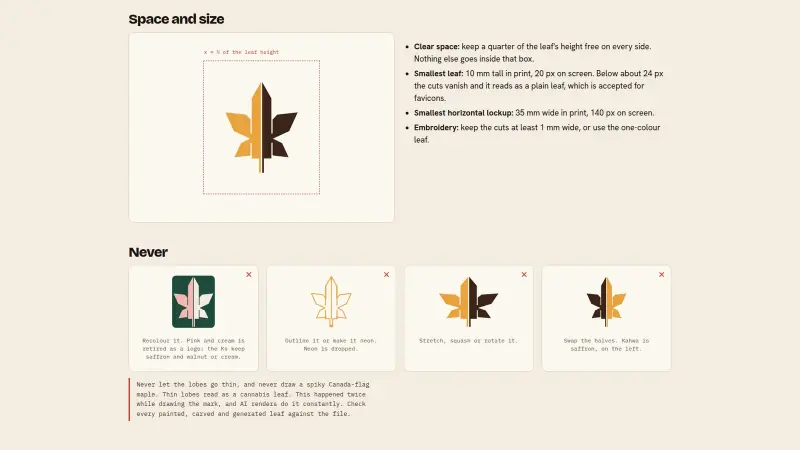 Space and size
x = ¼ of the leaf height
Clear space: keep a quarter of the leaf's height free on every side.
Nothing else goes inside that box.
Smallest leaf: 10 mm tall in print, 20 px on screen. Below about 24 px
the cuts vanish and it reads as a plain leaf, which is accepted for
favicons.
Smallest horizontal lockup: 35 mm wide in print, 140 px on screen.
Embroidery: keep the cuts at least 1 mm wide, or use the one-colour
leaf.
Never
Recolour it. Pink and cream is
retired as a logo: the Ks keep
saffron and walnut or cream.
Outline it or make it neon.
Neon is dropped.
Stretch, squash or rotate it.
Swap the halves. Kahwa is
saffron, on the left.
Never let the lobes go thin, and never draw a spiky Canada-flag
maple. Thin lobes read as a cannabis leaf. This happened twice
while drawing the mark, and AI renders do it constantly. Check
every painted, carved and generated leaf against the file.